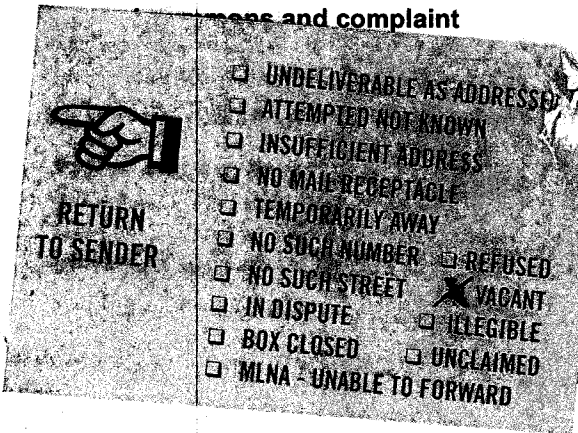 and complaint
RETURN
TO SENDER
☐ UNDELIVERABLE AS ADDRESSED
☐ ATTEMPTED NOT KNOWN
☐ INSUFFICIENT ADDRESS
☐ NO MAIL RECEPTACLE
☐ TEMPORARILY AWAY
☐ NO SUCH NUMBER ☐ REFUSED
☐ NO SUCH STREET ☒ VACANT
☐ IN DISPUTE ☐ ILLEGIBLE
☐ BOX CLOSED ☐ UNCLAIMED
☐ MLNA - UNABLE TO FORWARD